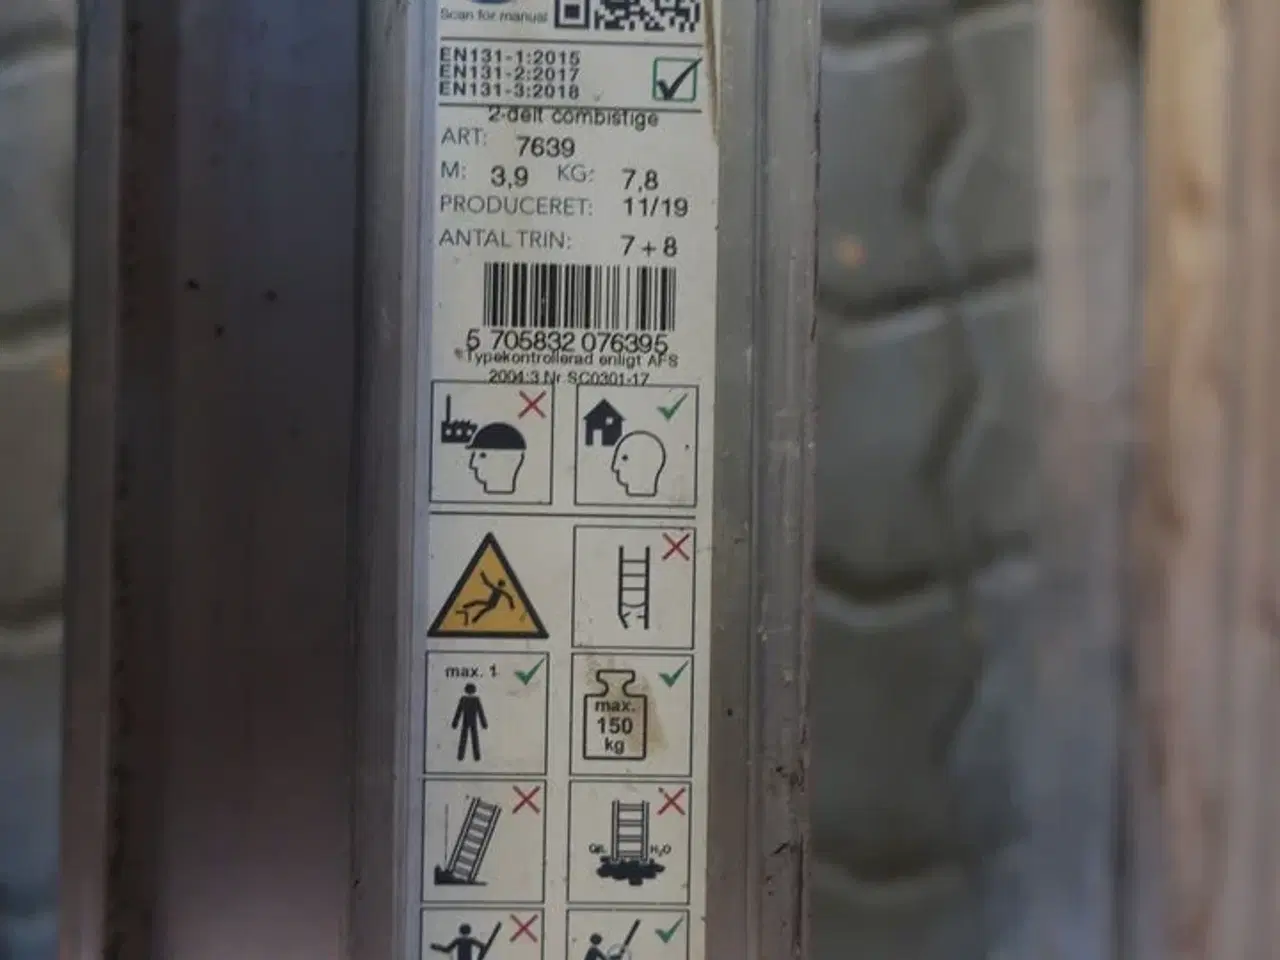 Scan for manual
EN131-1:2015
EN131-2:2017
EN131-3:2018
2-delt combistige
ART: 7639
M: 3,9 KG: 7,8
PRODUCERET: 11/19
ANTAL TRIN: 7 + 8
5 705832 076395
*Typekontrollerad enligt AFS
2004:3 Nr SC0301-17
max. 1
max.
150
kg
OIL H₂O